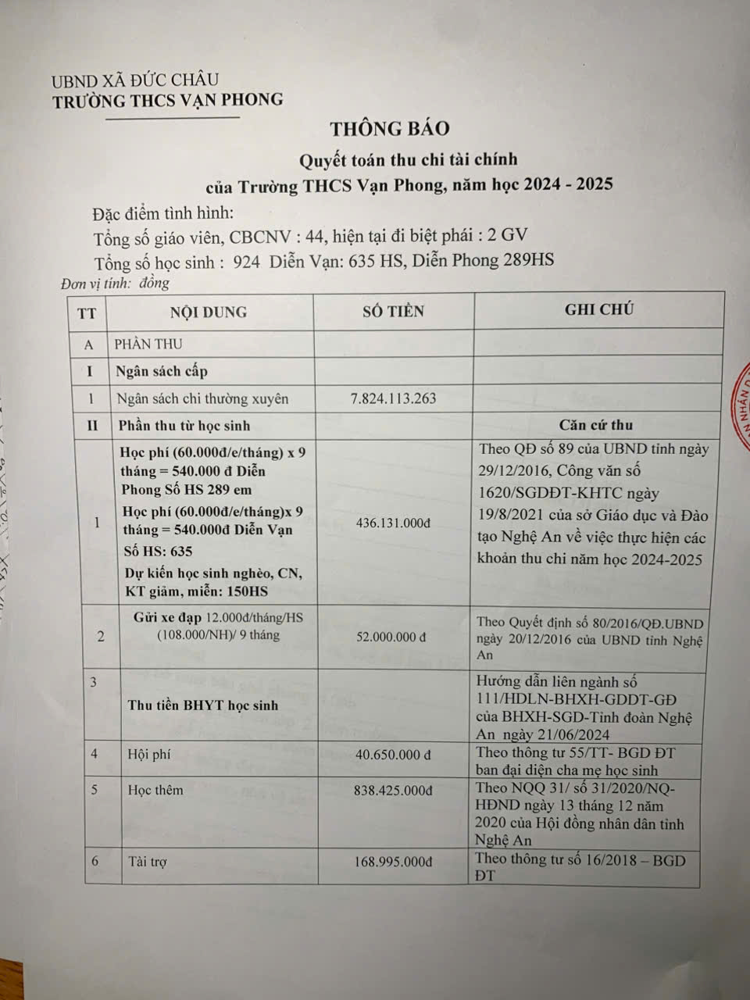 UBND XÃ ĐỨC CHÂU
TRƯỜNG THCS VẠN PHONG
THÔNG BÁO
Quyết toán thu chi tài chính
của Trường THCS Vạn Phong, năm học 2024 - 2025
Đặc điểm tình hình:
Tổng số giáo viên, CBCNV : 44, hiện tại đi biệt phái : 2 GV
Tổng số học sinh : 924 Diễn Vạn: 635 HS, Diễn Phong 289HS
Đơn vị tính: đồng
TT NỘI DUNG SỐ TIỀN GHI CHÚ
A PHẦN THU
I Ngân sách cấp
1 Ngân sách chi thường xuyên 7.824.113.263
II Phần thu từ học sinh Căn cứ thu
1
Học phí (60.000đ/e/tháng) x 9
tháng = 540.000 đ Diễn
Phong Số HS 289 em
Học phí (60.000đ/e/tháng)x 9
tháng = 540.000đ Diễn Vạn
Số HS: 635
Dự kiến học sinh nghèo, CN,
KT giảm, miễn: 150HS
436.131.000đ
Theo QĐ số 89 của UBND tỉnh ngày
29/12/2016, Công văn số
1620/SGDĐT-KHTC ngày
19/8/2021 của sở Giáo dục và Đào
tạo Nghệ An về việc thực hiện các
khoản thu chi năm học 2024-2025
2
Gửi xe đạp 12.000đ/tháng/HS
(108.000/NH)/ 9 tháng
52.000.000 đ
Theo Quyết định số 80/2016/QĐ.UBND
ngày 20/12/2016 của UBND tỉnh Nghệ
An
3
Thu tiền BHYT học sinh
Hướng dẫn liên ngành số
111/HDLN-BHXH-GDDT-GĐ
của BHXH-SGD-Tỉnh đoàn Nghệ
An ngày 21/06/2024
4
Hội phí
40.650.000 đ
Theo thông tư 55/TT- BGD ĐT
ban đại diện cha mẹ học sinh
5
Học thêm
838.425.000đ
Theo NQQ 31/ số 31/2020/NQ-
HĐND ngày 13 tháng 12 năm
2020 của Hội đồng nhân dân tỉnh
Nghệ An
6
Tài trợ
168.995.000đ
Theo thông tư số 16/2018 – BGD
ĐT